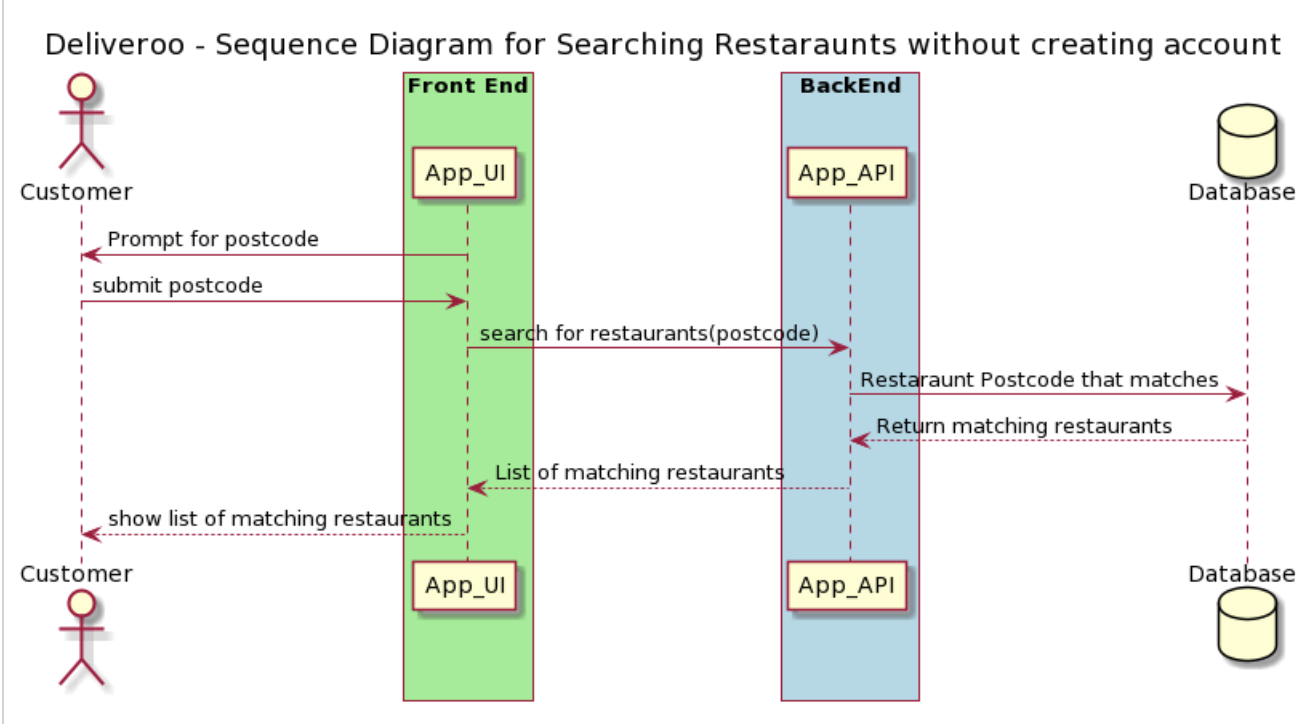 Deliveroo - Sequence Diagram for Searching Restaraunts without creating account
Front End
BackEnd
App_UI
App_API
Customer
Database
Prompt for postcode
submit postcode
search for restaurants(postcode)
Restaraunt Postcode that matches
Return matching restaurants
List of matching restaurants
show list of matching restaurants
Customer
Database
App_UI
App_API